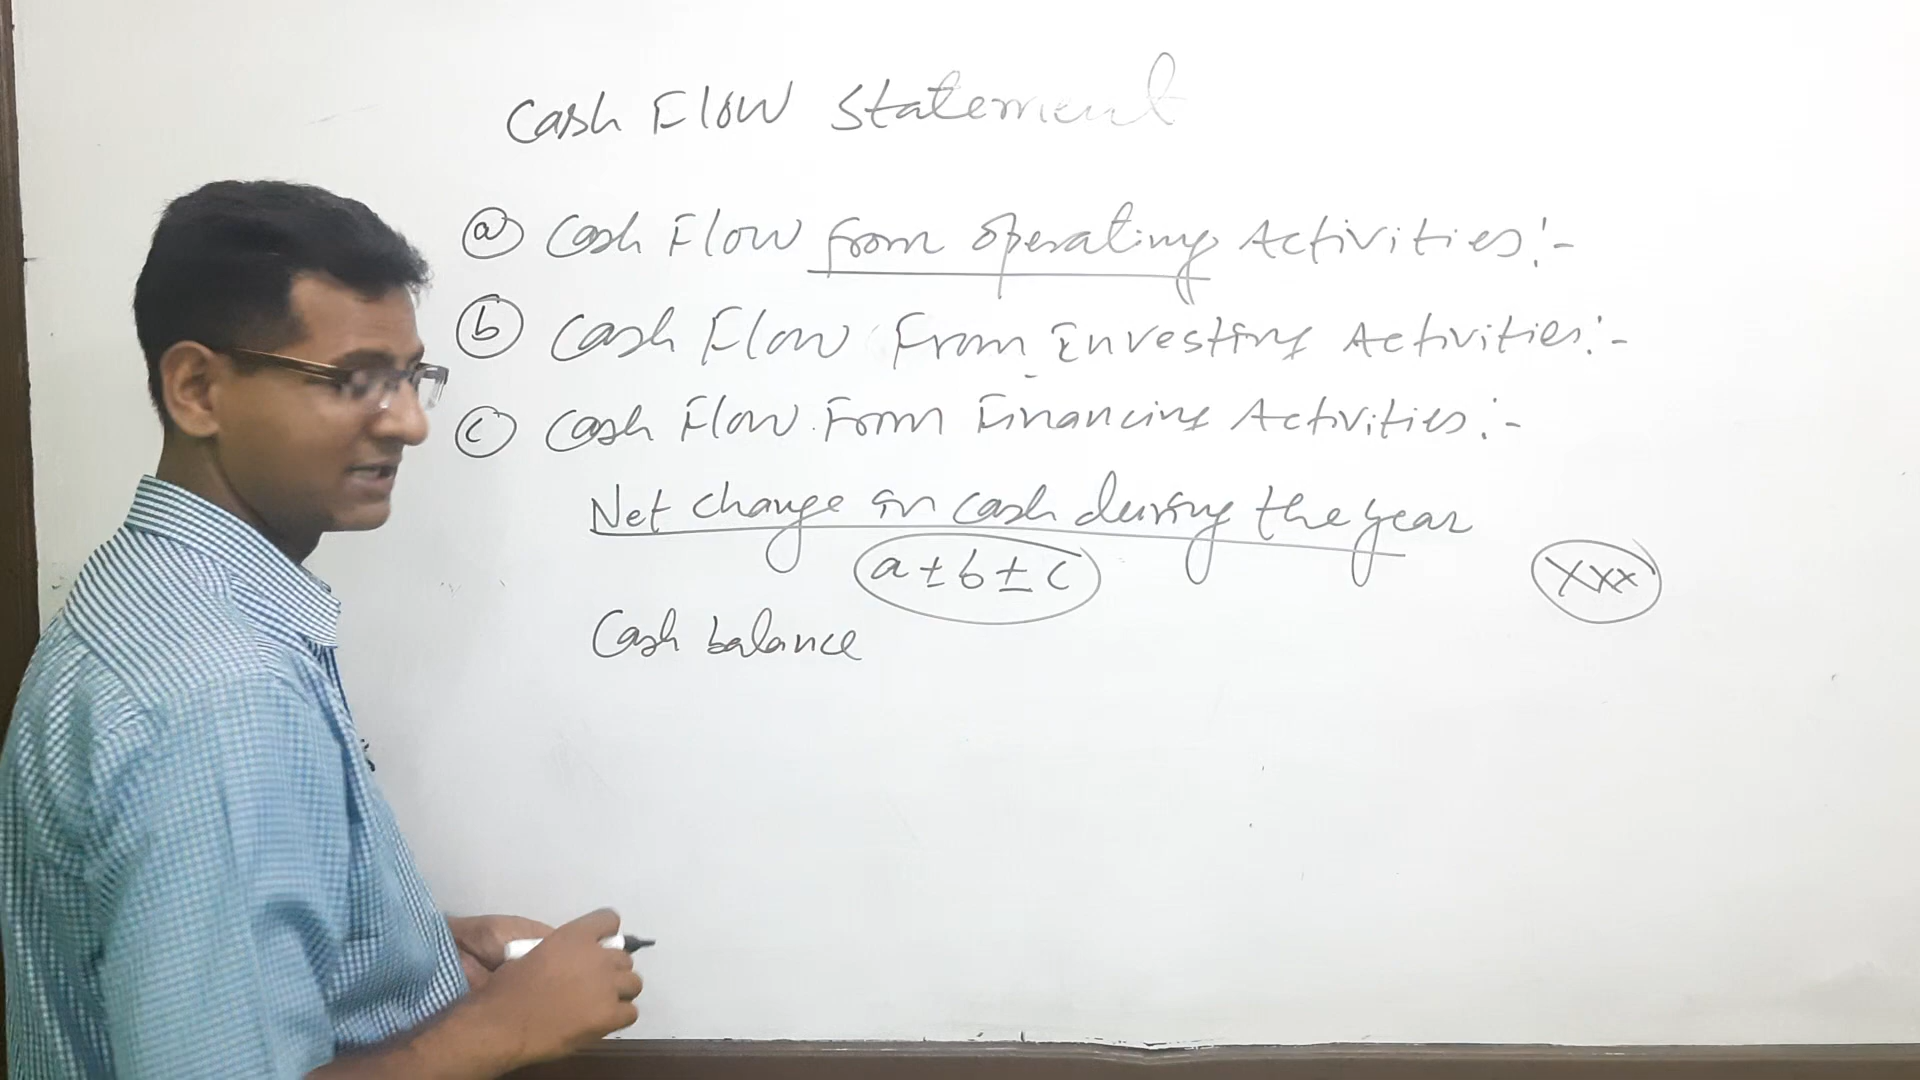 Cash Flow Statement
(a) Cash Flow from operating Activities:-
(b) Cash Flow From Investing Activities:-
(c) Cash Flow From Financing Activities:-
Net change in cash during the year
a ± b ± c xxx
Cash balance